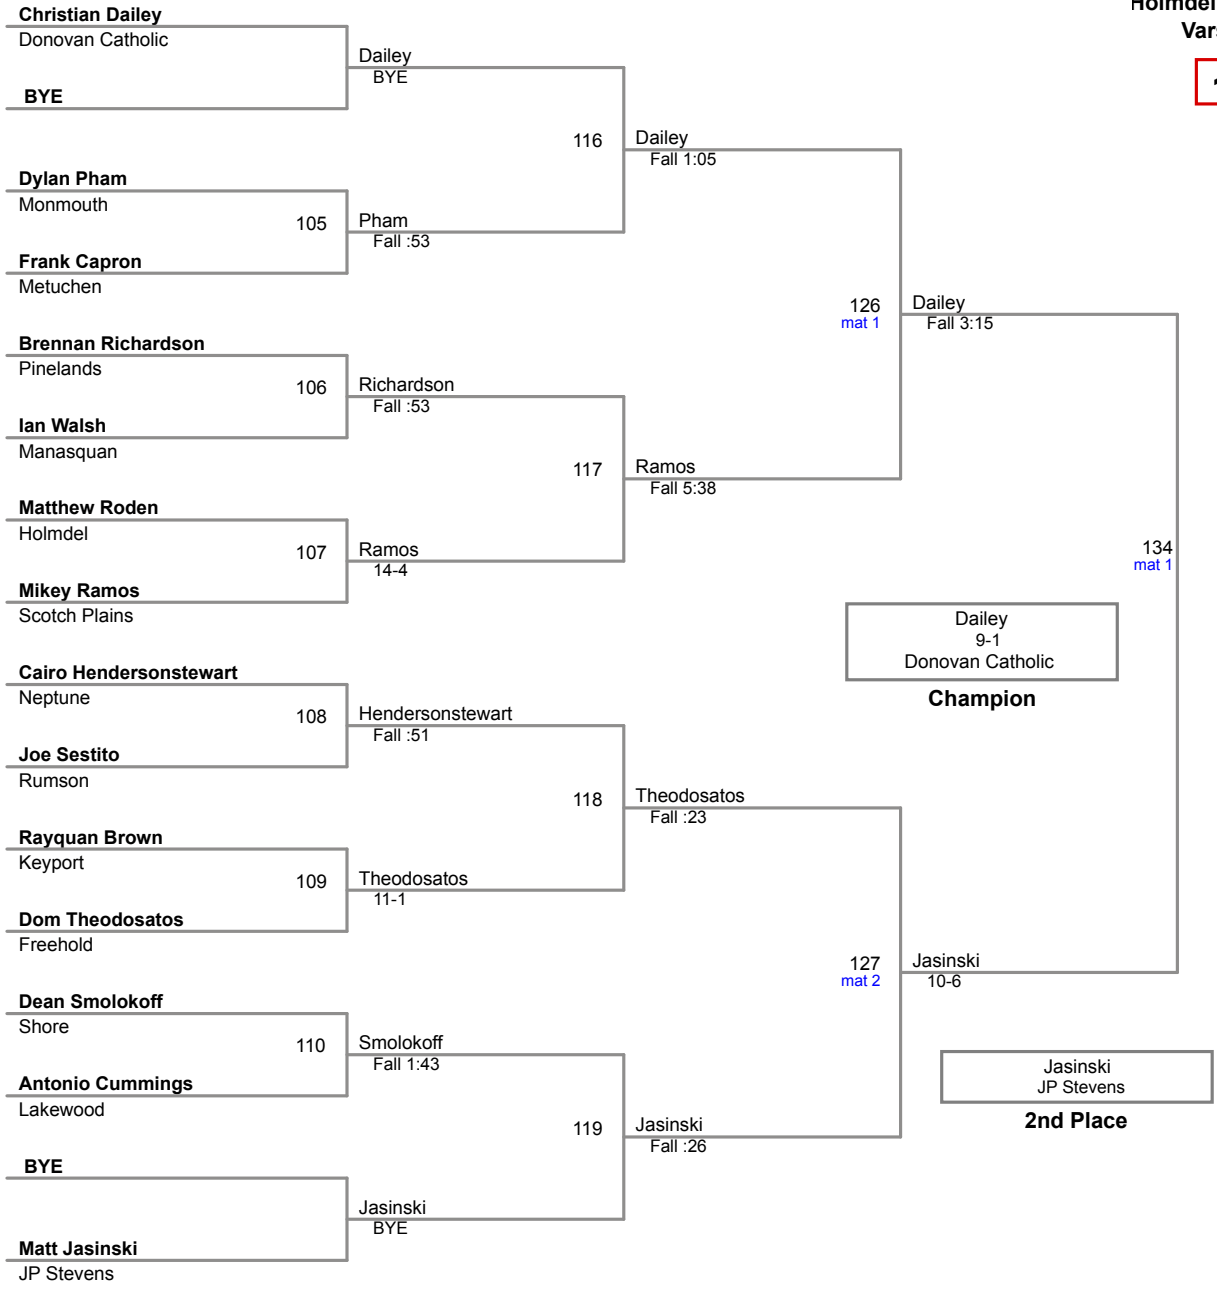 Christian Dailey
Donovan Catholic
BYE
Dylan Pham
Monmouth
105
Frank Capron
Metuchen
Brennan Richardson
Pinelands
106
Ian Walsh
Manasquan
Matthew Roden
Holmdel
107
Mikey Ramos
Scotch Plains
Cairo Hendersonstewart
Neptune
108
Joe Sestito
Rumson
Rayquan Brown
Keyport
109
Dom Theodosatos
Freehold
Dean Smolokoff
Shore
110
Antonio Cummings
Lakewood
BYE
Matt Jasinski
JP Stevens
Dailey
BYE
116
Pham
Fall :53
Richardson
Fall :53
117
Ramos
14-4
Hendersonstewart
Fall :51
118
Theodosatos
11-1
Smolokoff
Fall 1:43
119
Jasinski
BYE
Dailey
Fall 1:05
126
mat 1
Ramos
Fall 5:38
Theodosatos
Fall :23
127
mat 2
Jasinski
Fall :26
Dailey
Fall 3:15
134
mat 1
Jasinski
10-6
Dailey
9-1
Donovan Catholic
Champion
Jasinski
JP Stevens
2nd Place
Holmdel